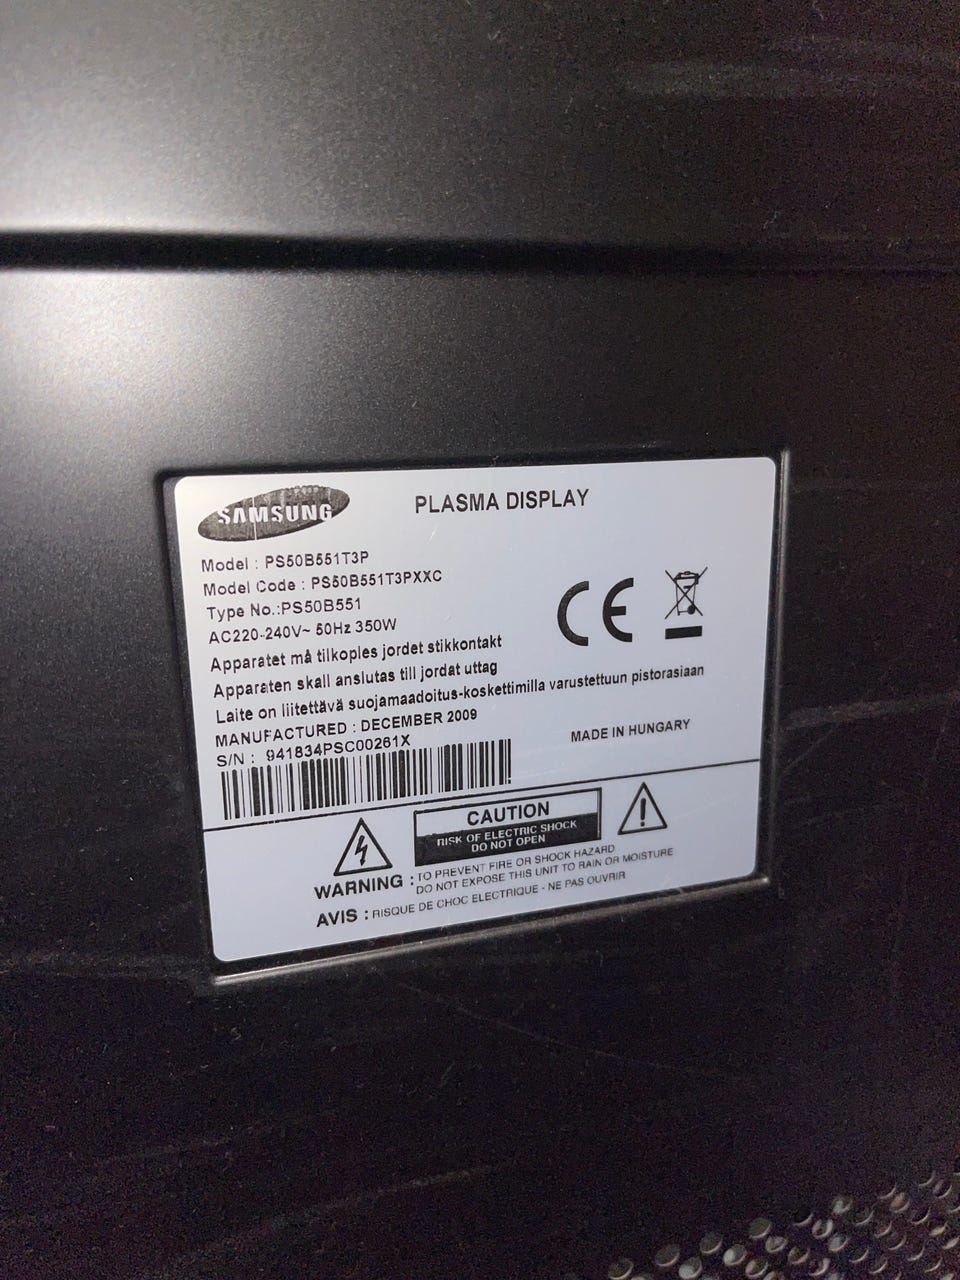 SAMSUNG
PLASMA DISPLAY
Model : PS50B551T3P
Model Code : PS50B551T3PXXC
Type No.:PS50B551
AC220-240V~ 50Hz 350W
Apparatet må tilkoples jordet stikkontakt
Apparaten skall anslutas till jordat uttag
Laite on liitettävä suojamaadoitus-koskettimilla varustettuun pistorasiaan
MANUFACTURED : DECEMBER 2009
S/N : 941834PSC00261X
MADE IN HUNGARY
CE
CAUTION
RISK OF ELECTRIC SHOCK
DO NOT OPEN
WARNING : TO PREVENT FIRE OR SHOCK HAZARD
DO NOT EXPOSE THIS UNIT TO RAIN OR MOISTURE
AVIS : RISQUE DE CHOC ELECTRIQUE - NE PAS OUVRIR